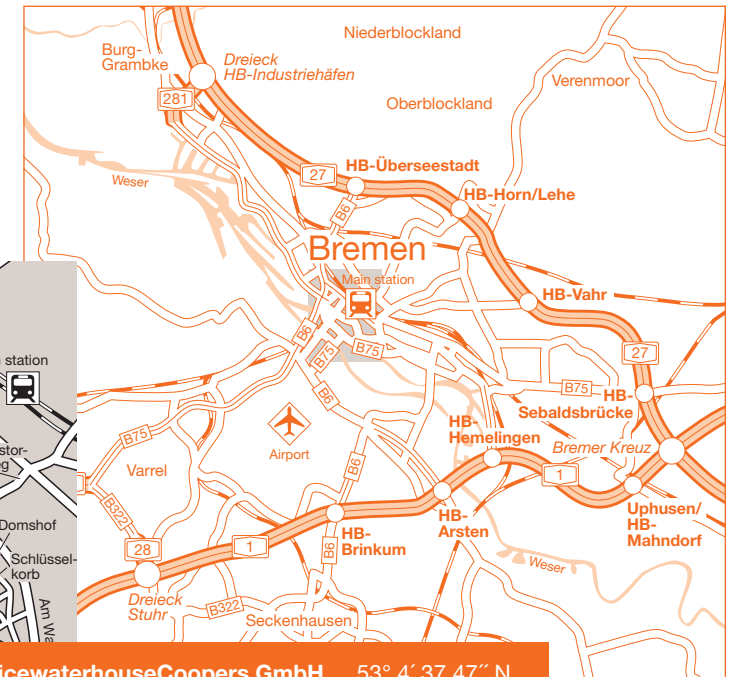 Niederblockland
Burg-
Grambke
Dreieck
HB-Industriehäfen
Verenmoor
281
Oberblockland
27
HB-Überseestadt
Weser
HB-Horn/Lehe
B6
Bremen
Main station
HB-Vahr
B6
B75
B75
27
station
B75
B6
HB-
Sebaldsbrücke
HB-
Hemelingen
Bremer Kreuz
Airport
B75
Varrel
B6
1
B322
HB-
Arsten
Uphusen/
HB-
Mahndorf
Domshof
HB-
Brinkum
28
1
B6
Schlüssel-
korb
Weser
Dreieck
Stuhr
B322
Seckenhausen
Am
icewaterhouseCoopers GmbH 53° 4´ 37,47˝ N